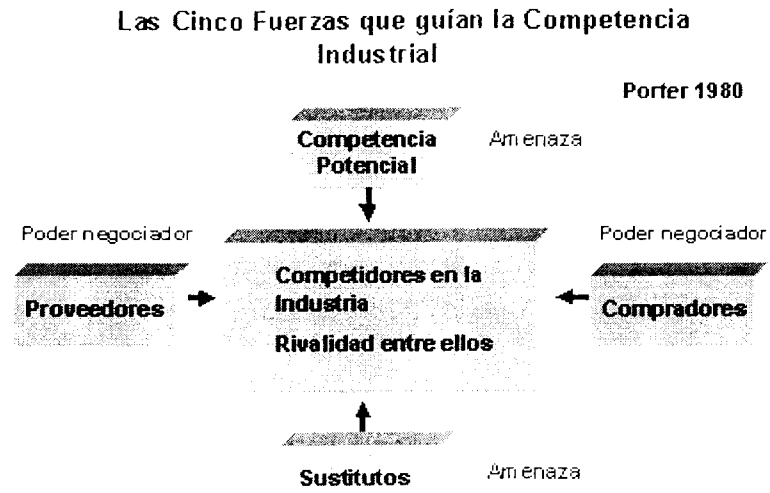 Las Cinco Fuerzas que guían la Competencia
Industrial
Porter 1980
Competencia
Potencial
Amenaza
Poder negociador
Poder negociador
Proveedores
Competidores en la
Industria
Rivalidad entre ellos
Compradores
Sustitutos
Amenaza